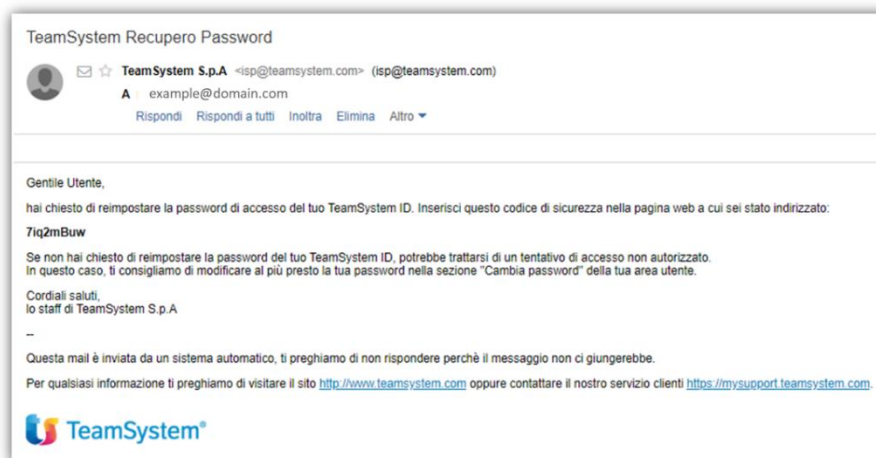 TeamSystem Recupero Password
TeamSystem S.p.A <isp@teamsystem.com> (isp@teamsystem.com)
A example@domain.com
Rispondi Rispondi a tutti Inoltra Elimina Altro
Gentile Utente,
hai chiesto di reimpostare la password di accesso del tuo TeamSystem ID. Inserisci questo codice di sicurezza nella pagina web a cui sei stato indirizzato:
7iq2mBuw
Se non hai chiesto di reimpostare la password del tuo TeamSystem ID, potrebbe trattarsi di un tentativo di accesso non autorizzato.
In questo caso, ti consigliamo di modificare al più presto la tua password nella sezione "Cambia password" della tua area utente.
Cordiali saluti,
lo staff di TeamSystem S.p.A
--
Questa mail è inviata da un sistema automatico, ti preghiamo di non rispondere perchè il messaggio non ci giungerebbe.
Per qualsiasi informazione ti preghiamo di visitare il sito http://www.teamsystem.com oppure contattare il nostro servizio clienti https://mysupport.teamsystem.com.
TeamSystem®